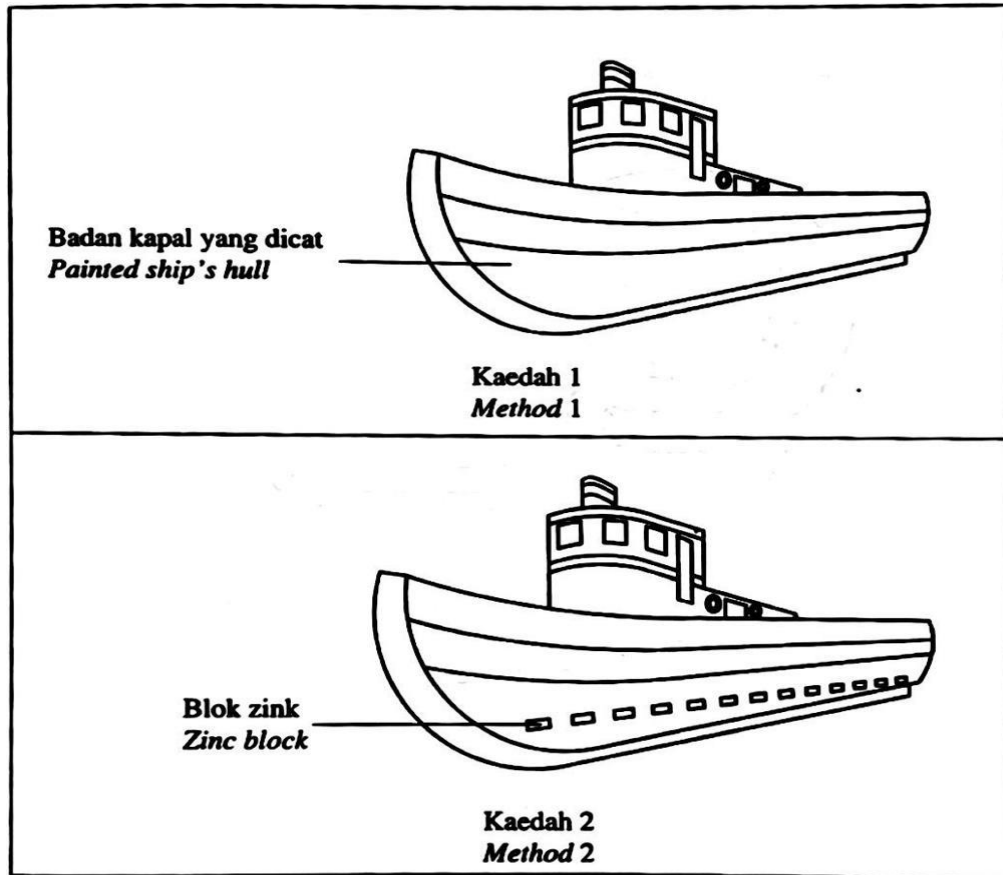 Badan kapal yang dicat
Painted ship's hull
Kaedah 1
Method 1
Blok zink
Zinc block
Kaedah 2
Method 2